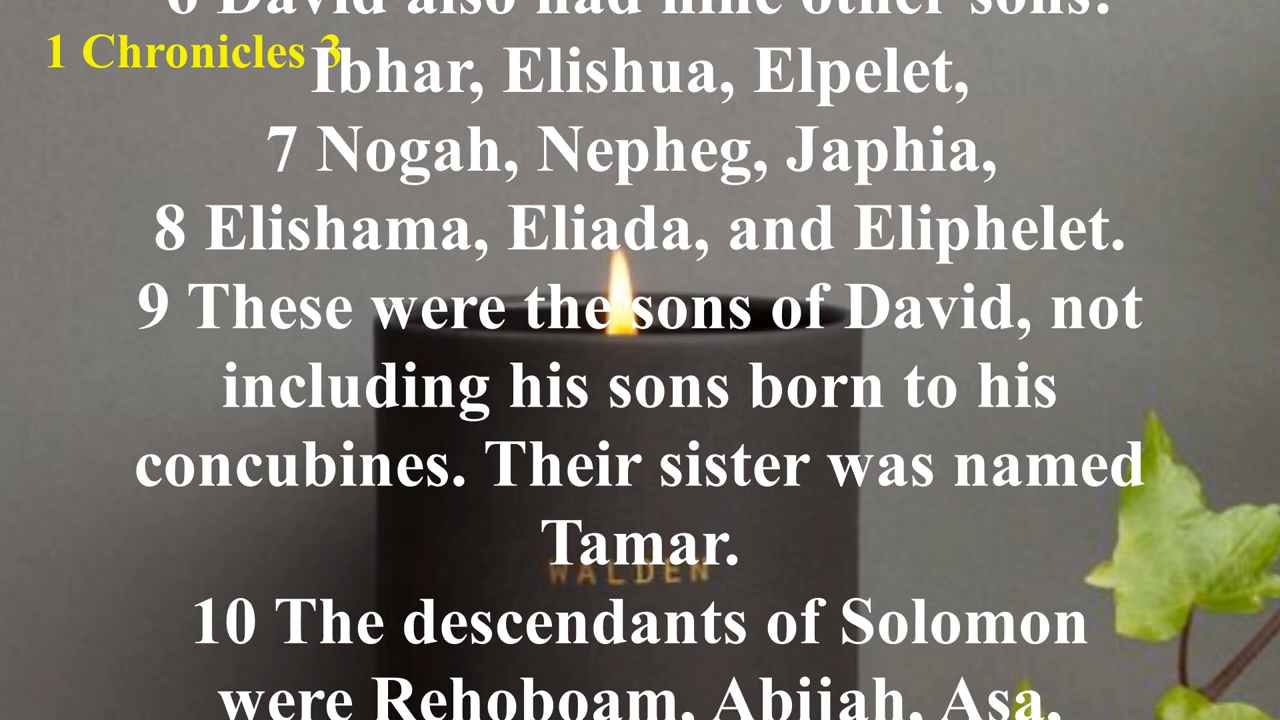 6 David also had nine other sons:
1 Chronicles 3
Ibhar, Elishua, Elpelet,
7 Nogah, Nepheg, Japhia,
8 Elishama, Eliada, and Eliphelet.
9 These were the sons of David, not
including his sons born to his
concubines. Their sister was named
Tamar.
WALDEN
10 The descendants of Solomon
were Rehoboam, Abijah, Asa,